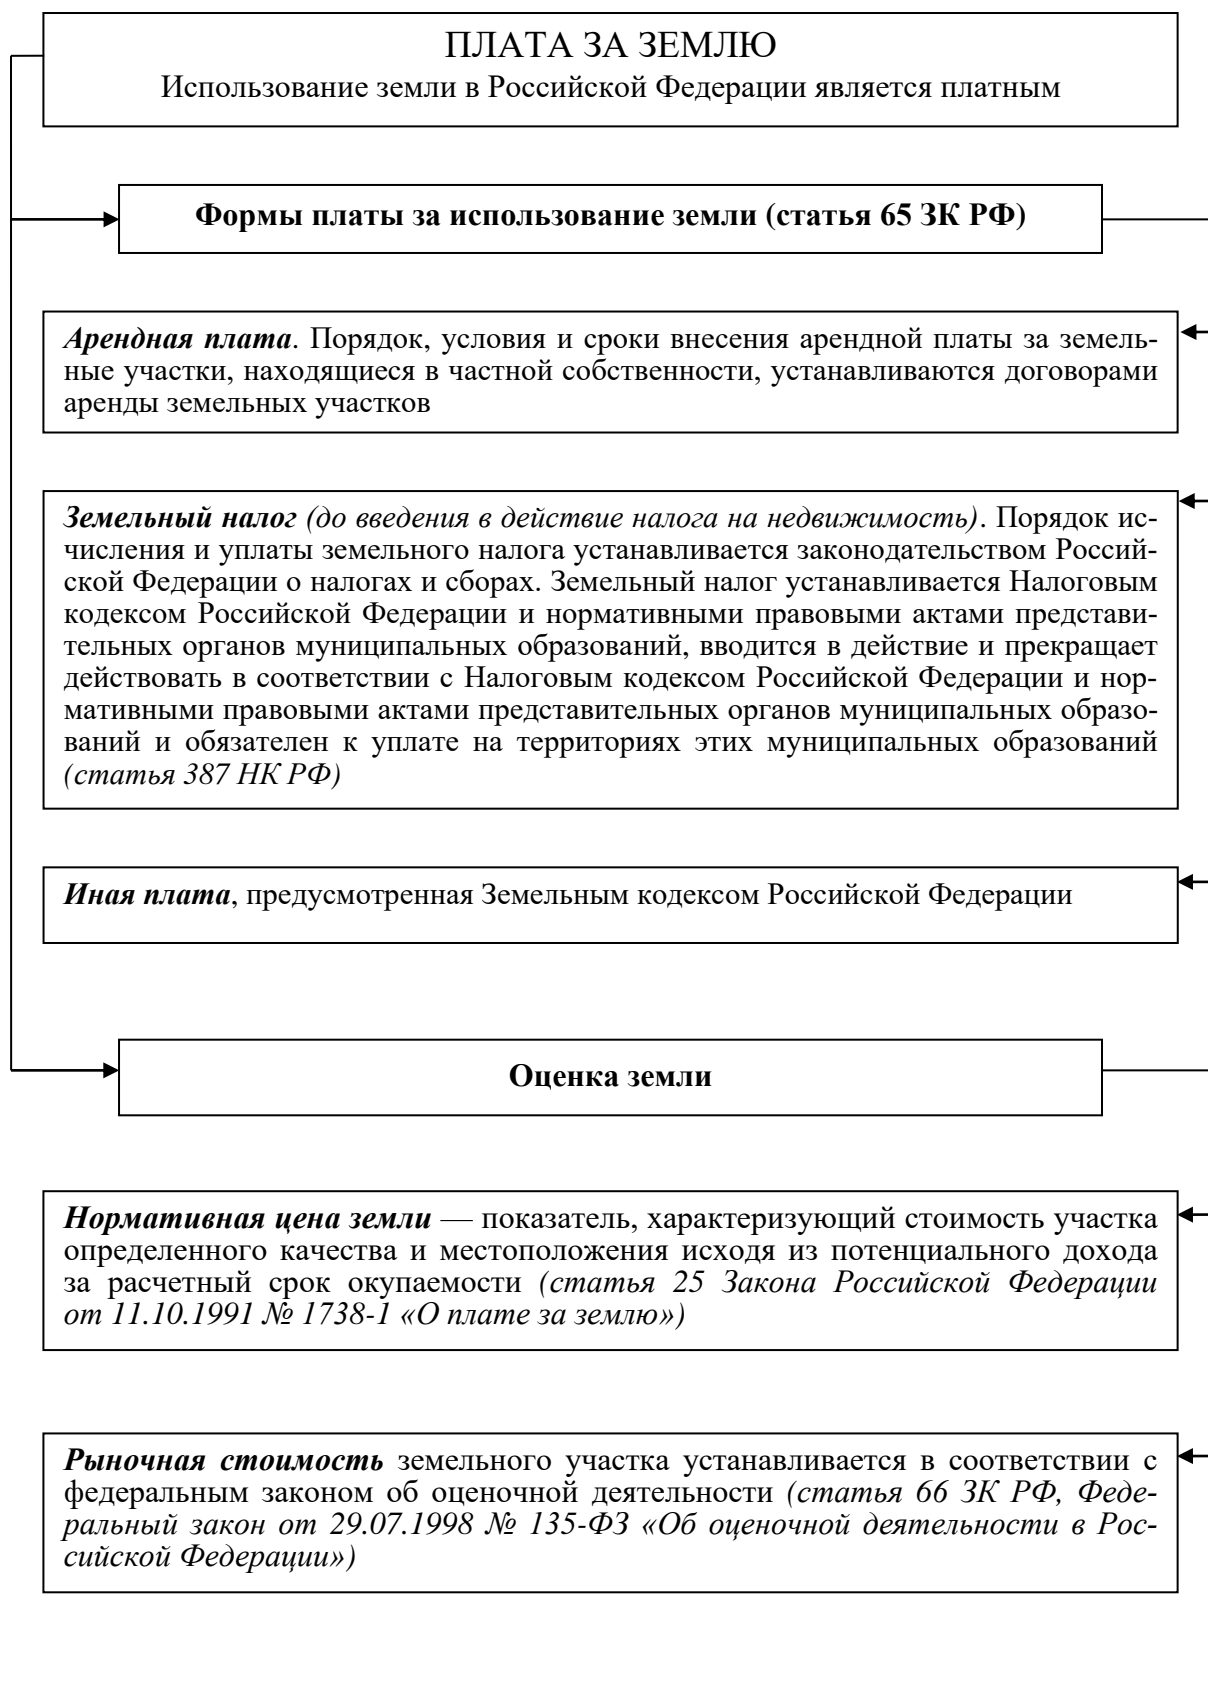 ПЛАТА ЗА ЗЕМЛЮ
Использование земли в Российской Федерации является платным
Формы платы за использование земли (статья 65 ЗК РФ)
Арендная плата. Порядок, условия и сроки внесения арендной платы за земель-
ные участки, находящиеся в частной собственности, устанавливаются договорами
аренды земельных участков
Земельный налог (до введения в действие налога на недвижимость). Порядок ис-
числения и уплаты земельного налога устанавливается законодательством Россий-
ской Федерации о налогах и сборах. Земельный налог устанавливается Налоговым
кодексом Российской Федерации и нормативными правовыми актами представи-
тельных органов муниципальных образований, вводится в действие и прекращает
действовать в соответствии с Налоговым кодексом Российской Федерации и нор-
мативными правовыми актами представительных органов муниципальных образо-
ваний и обязателен к уплате на территориях этих муниципальных образований
(статья 387 НК РФ)
Иная плата, предусмотренная Земельным кодексом Российской Федерации
Оценка земли
Нормативная цена земли — показатель, характеризующий стоимость участка
определенного качества и местоположения исходя из потенциального дохода
за расчетный срок окупаемости (статья 25 Закона Российской Федерации
от 11.10.1991 № 1738-1 «О плате за землю»)
Рыночная стоимость земельного участка устанавливается в соответствии с
федеральным законом об оценочной деятельности (статья 66 ЗК РФ, Феде-
ральный закон от 29.07.1998 № 135-ФЗ «Об оценочной деятельности в Рос-
сийской Федерации»)